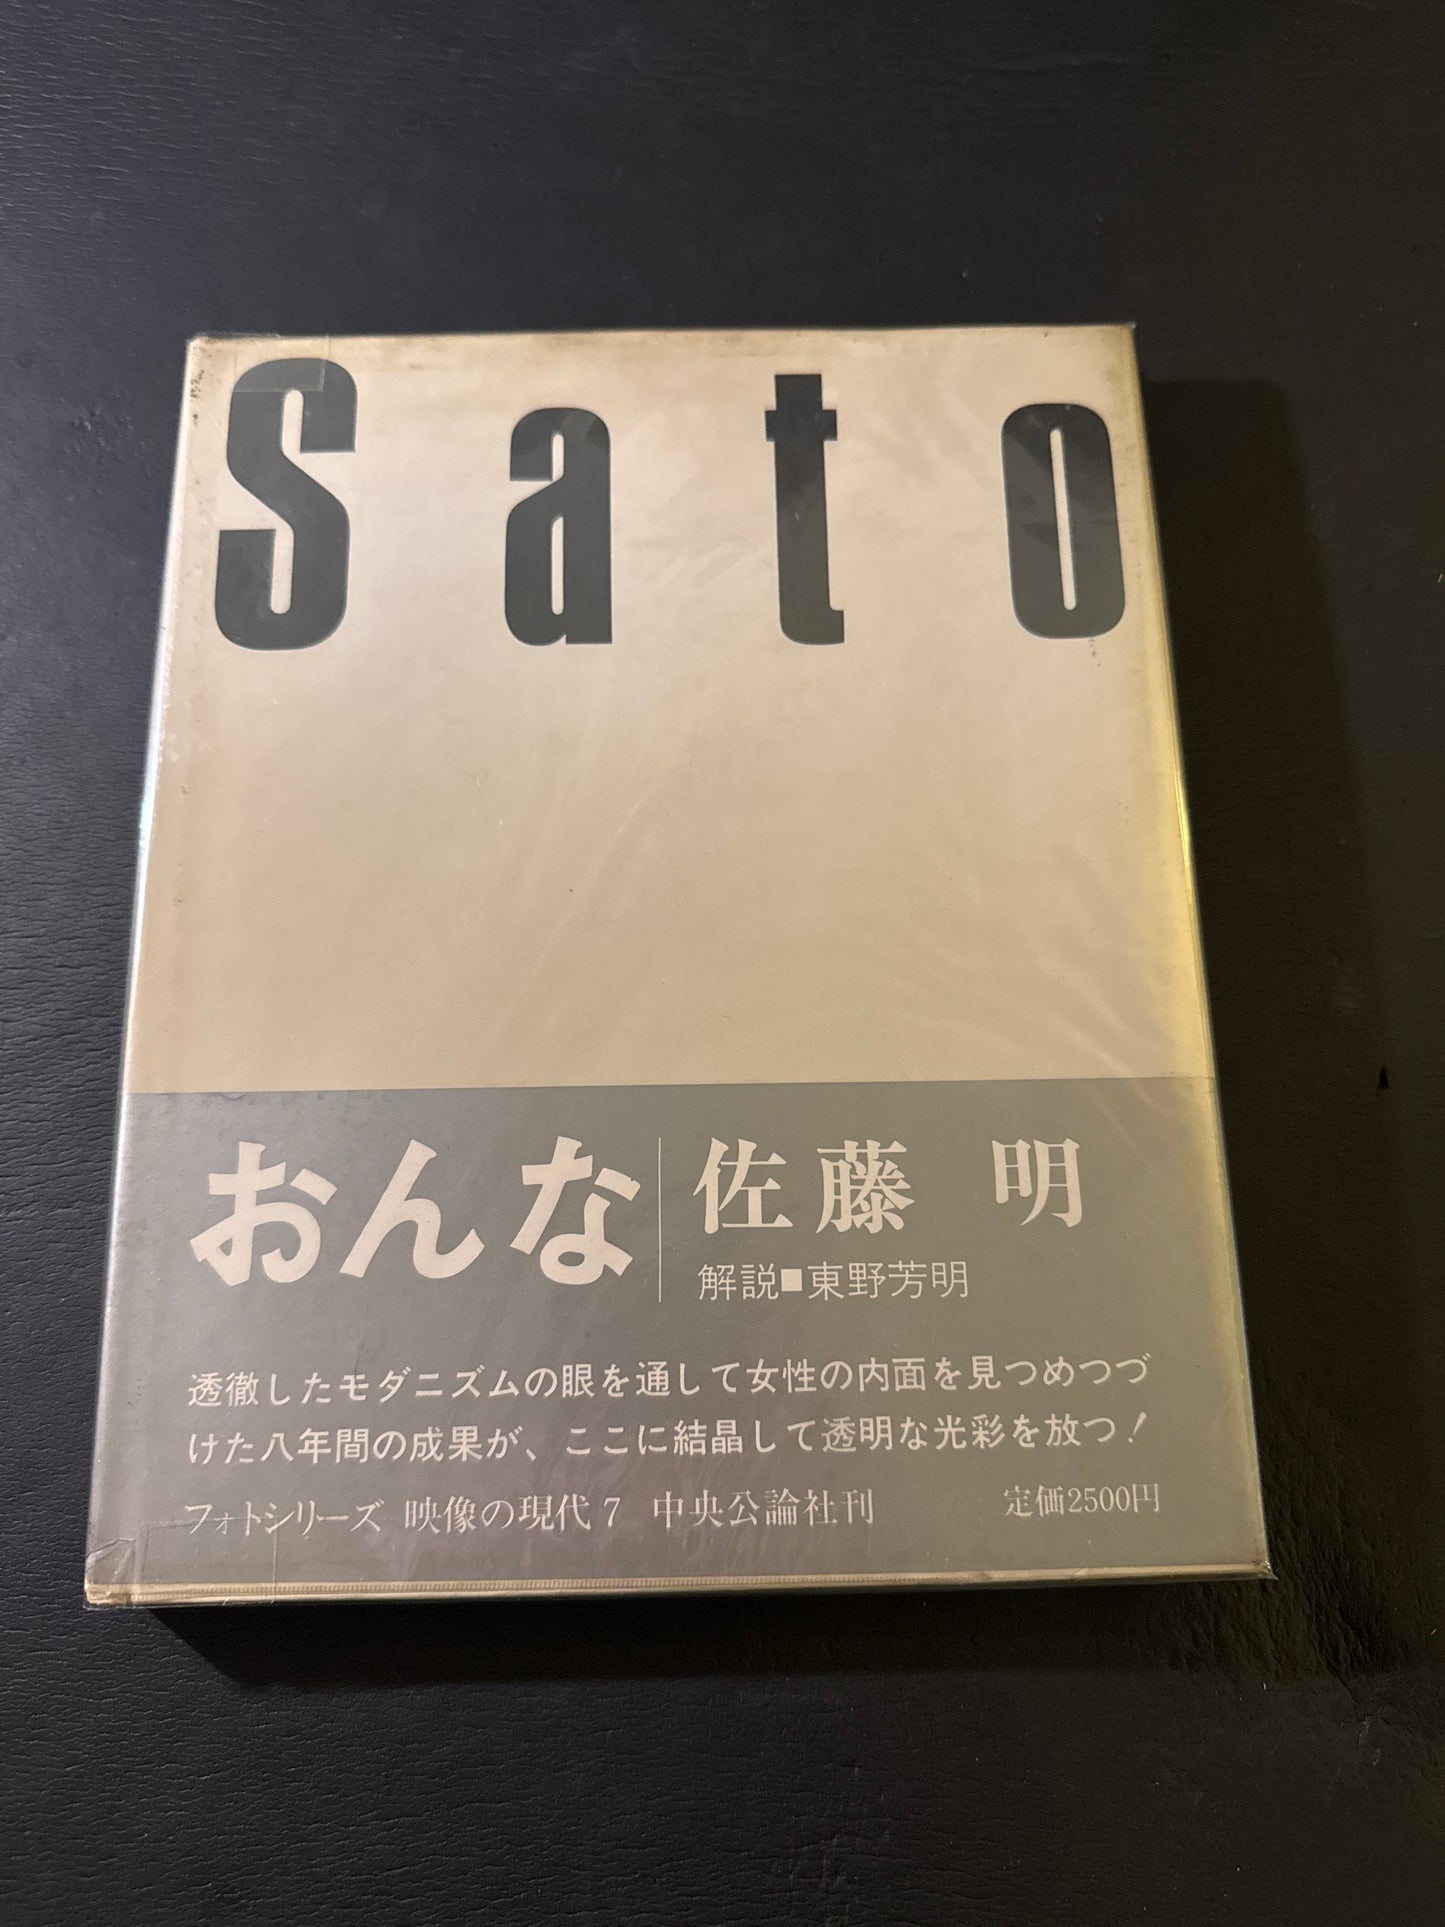 Sato
おんな
佐藤 明
解説■東野芳明
透徹したモダニズムの眼を通して女性の内面を見つめつづ
けた八年間の成果が、ここに結晶して透明な光彩を放つ！
フォトシリーズ 映像の現代7 中央公論社刊 定価2500円